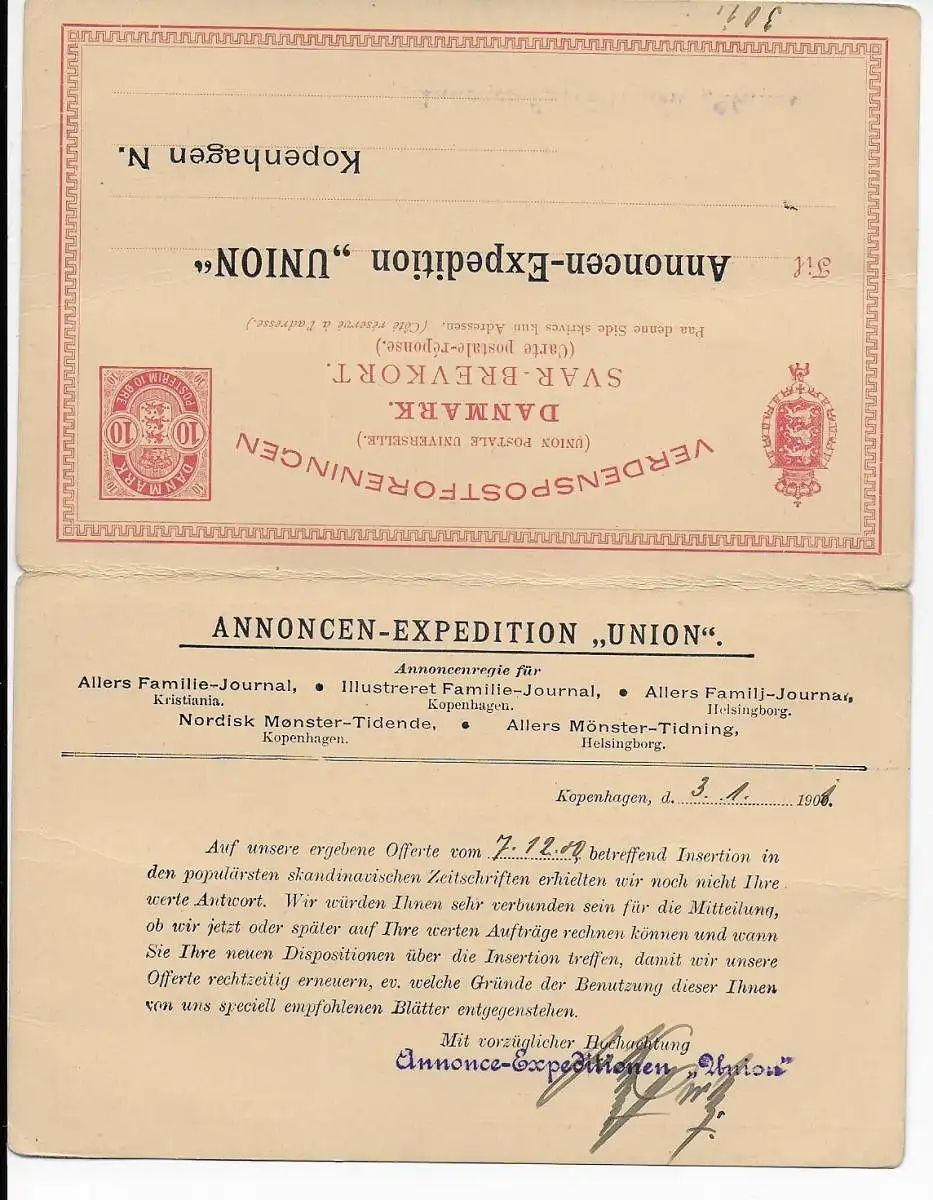 VERDENSPOSTFORENINGEN
(UNION POSTALE UNIVERSELLE.)
DANMARK.
SVAR-BREVKORT.
(Carte postale-réponse.)
Paa denne Side skrives kun Adressen. (Côté réservé à l'adresse.)
DANMARK
10 10
POSTFRIM 10 ØRE
Til
Annoncen-Expedition „UNION“
Kopenhagen N.
ANNONCEN-EXPEDITION „UNION“.
Annoncenregie für
Allers Familie-Journal, • Illustreret Familie-Journal, • Allers Familj-Journal,
Kristiania. Kopenhagen. Helsingborg.
Nordisk Mønster-Tidende, • Allers Mönster-Tidning,
Kopenhagen. Helsingborg.
Kopenhagen, d. 3. 1. 1901.
Auf unsere ergebene Offerte vom 7. 12. 00 betreffend Insertion in
den populärsten skandinavischen Zeitschriften erhielten wir noch nicht Ihre
werte Antwort. Wir würden Ihnen sehr verbunden sein für die Mitteilung,
ob wir jetzt oder später auf Ihre werten Aufträge rechnen können und wann
Sie Ihre neuen Dispositionen über die Insertion treffen, damit wir unsere
Offerte rechtzeitig erneuern, ev. welche Gründe der Benutzung dieser Ihnen
von uns speciell empfohlenen Blätter entgegenstehen.
Mit vorzüglicher Hochachtung
Annonce-Expeditionen „Union“